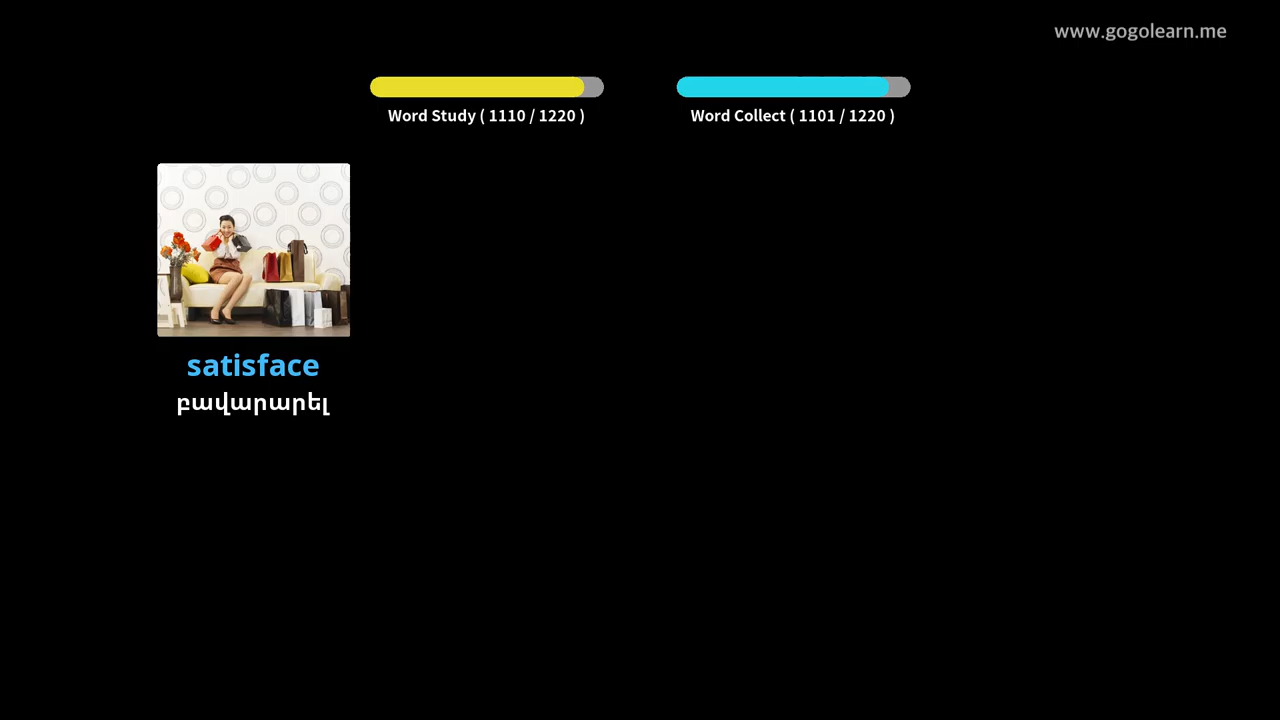 www.gogolearn.me
Word Study ( 1110 / 1220 )
Word Collect ( 1101 / 1220 )
satisface
բավարարել